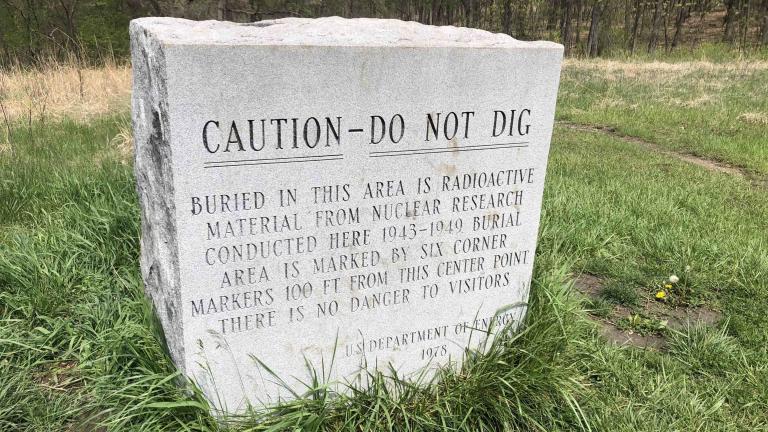 CAUTION-DO NOT DIG
BURIED IN THIS AREA IS RADIOACTIVE
MATERIAL FROM NUCLEAR RESEARCH
CONDUCTED HERE 1943-1949 BURIAL
AREA IS MARKED BY SIX CORNER
MARKERS 100 FT FROM THIS CENTER POINT
THERE IS NO DANGER TO VISITORS
US DEPARTMENT OF ENERGY
1978